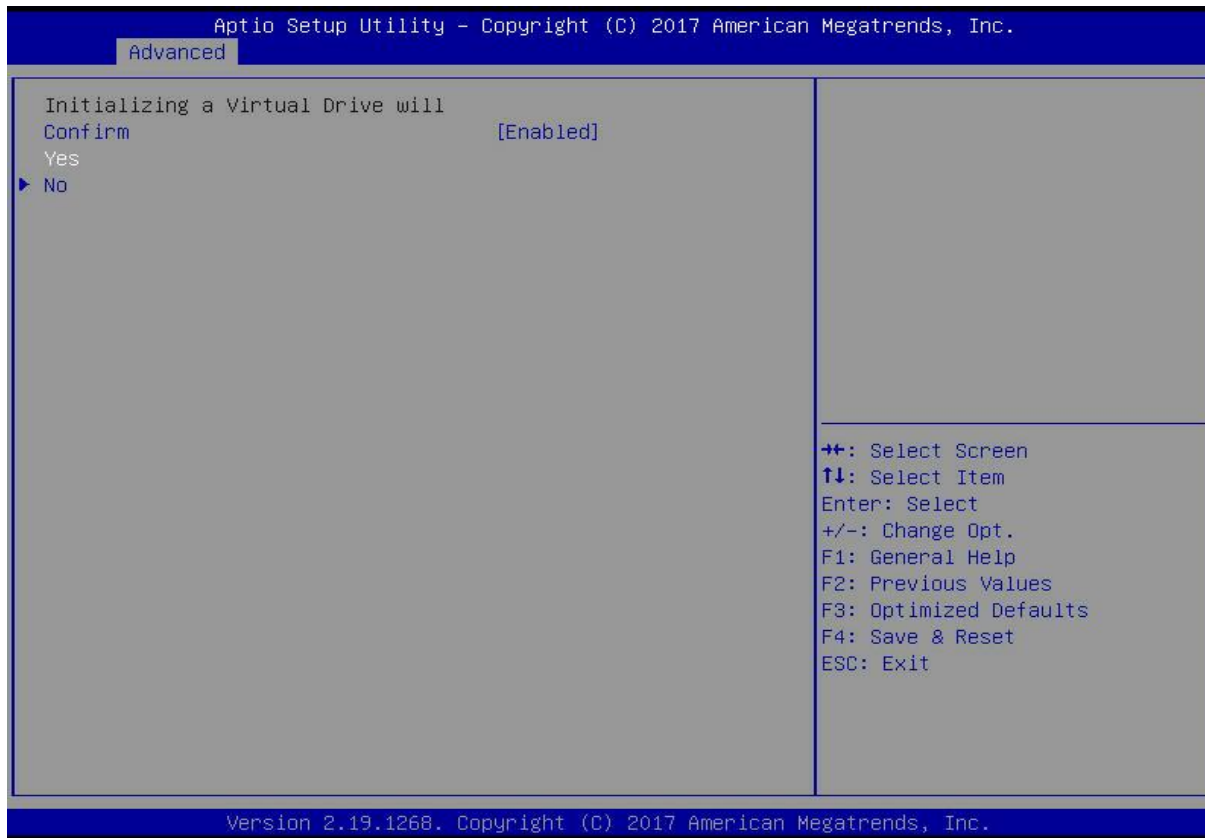 Aptio Setup Utility – Copyright (C) 2017 American Megatrends, Inc.
Advanced
Initializing a Virtual Drive will
Confirm [Enabled]
Yes
No
→←: Select Screen
↑↓: Select Item
Enter: Select
+/-: Change Opt.
F1: General Help
F2: Previous Values
F3: Optimized Defaults
F4: Save & Reset
ESC: Exit
Version 2.19.1268. Copyright (C) 2017 American Megatrends, Inc.